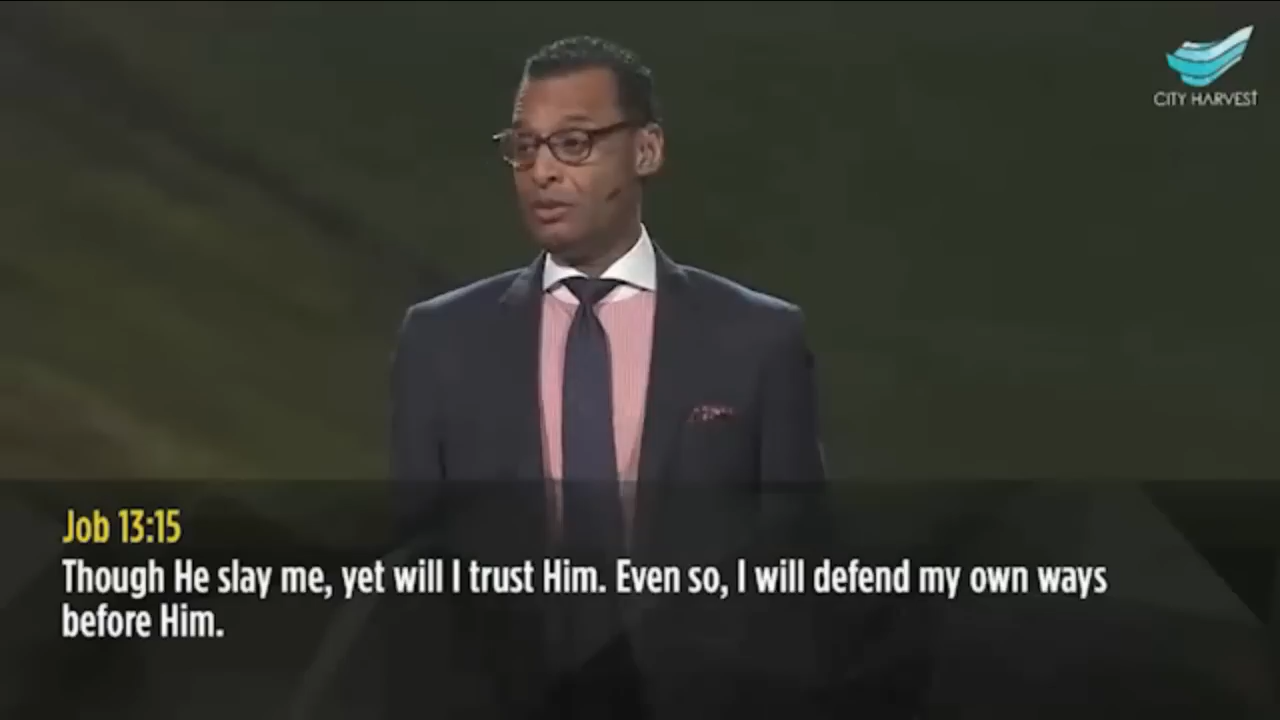 CITY HARVEST
Job 13:15
Though He slay me, yet will I trust Him. Even so, I will defend my own ways
before Him.